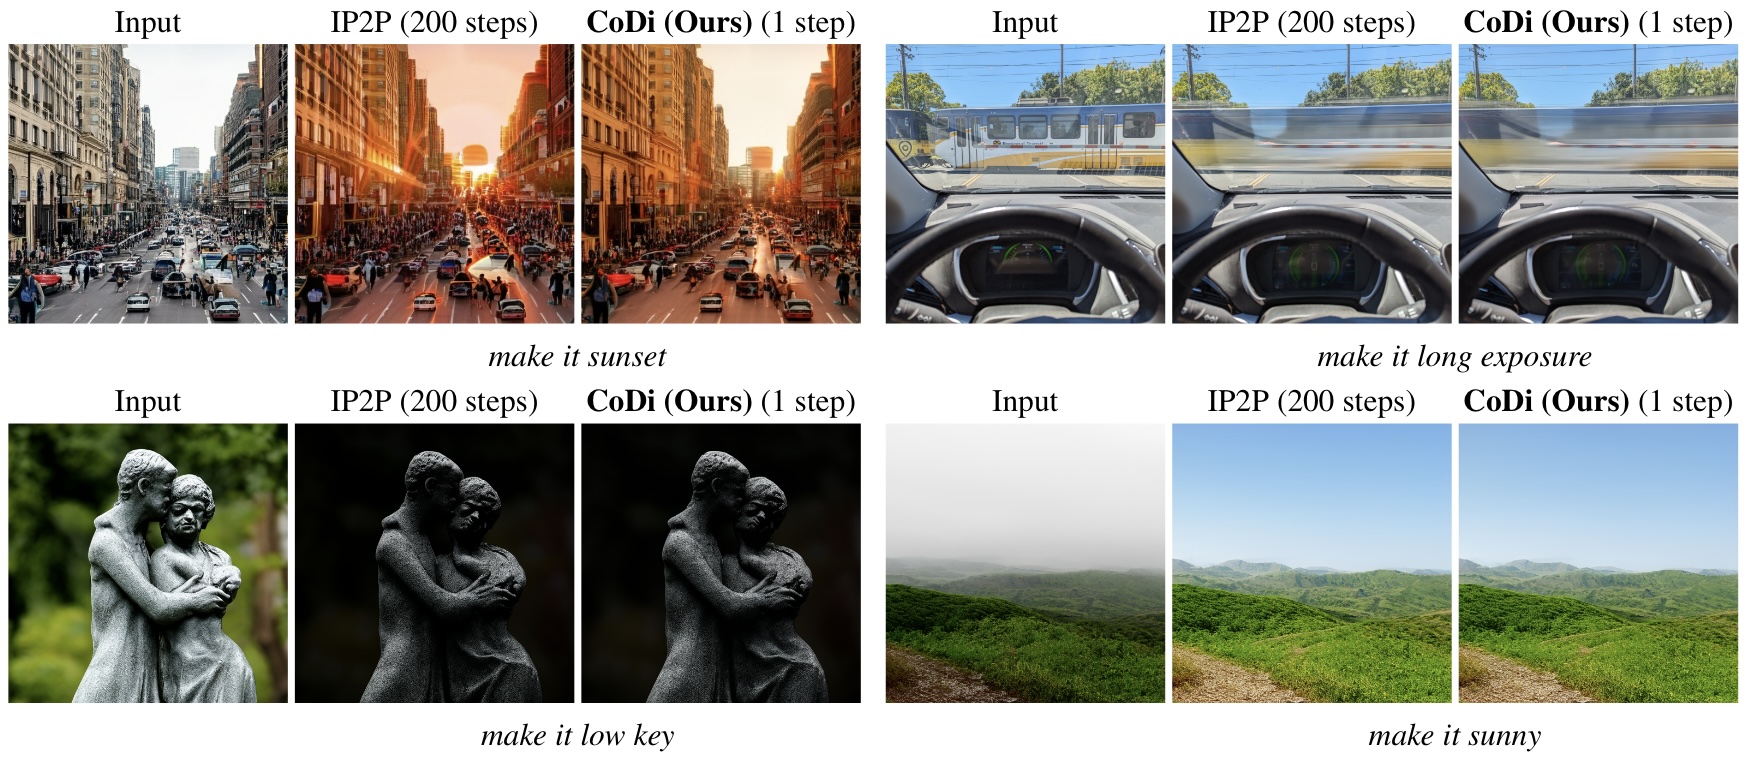 Input IP2P (200 steps) CoDi (Ours) (1 step)
make it sunset
Input IP2P (200 steps) CoDi (Ours) (1 step)
make it long exposure
Input IP2P (200 steps) CoDi (Ours) (1 step)
make it low key
Input IP2P (200 steps) CoDi (Ours) (1 step)
make it sunny